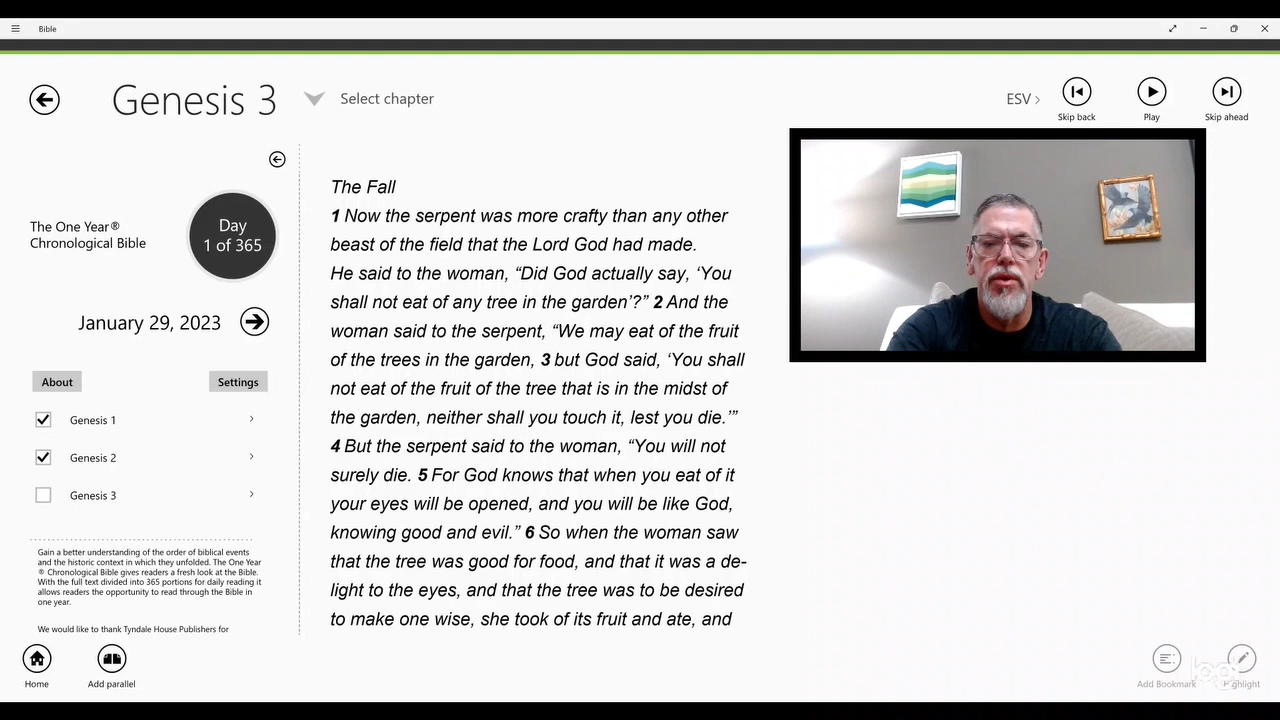 Bible
Genesis 3
Select chapter
ESV
Skip back
Play
Skip ahead
The One Year®
Chronological Bible
Day
1 of 365
January 29, 2023
About
Settings
Genesis 1
Genesis 2
Genesis 3
Gain a better understanding of the order of biblical events
and the historic context in which they unfolded. The One Year
® Chronological Bible gives readers a fresh look at the Bible.
With the full text divided into 365 portions for daily reading it
allows readers the opportunity to read through the Bible in
one year.
We would like to thank Tyndale House Publishers for
The Fall
1 Now the serpent was more crafty than any other
beast of the field that the Lord God had made.
He said to the woman, “Did God actually say, ‘You
shall not eat of any tree in the garden’?” 2 And the
woman said to the serpent, “We may eat of the fruit
of the trees in the garden, 3 but God said, ‘You shall
not eat of the fruit of the tree that is in the midst of
the garden, neither shall you touch it, lest you die.’”
4 But the serpent said to the woman, “You will not
surely die. 5 For God knows that when you eat of it
your eyes will be opened, and you will be like God,
knowing good and evil.” 6 So when the woman saw
that the tree was good for food, and that it was a de-
light to the eyes, and that the tree was to be desired
to make one wise, she took of its fruit and ate, and
Home
Add parallel
Add Bookmark
Highlight
logi